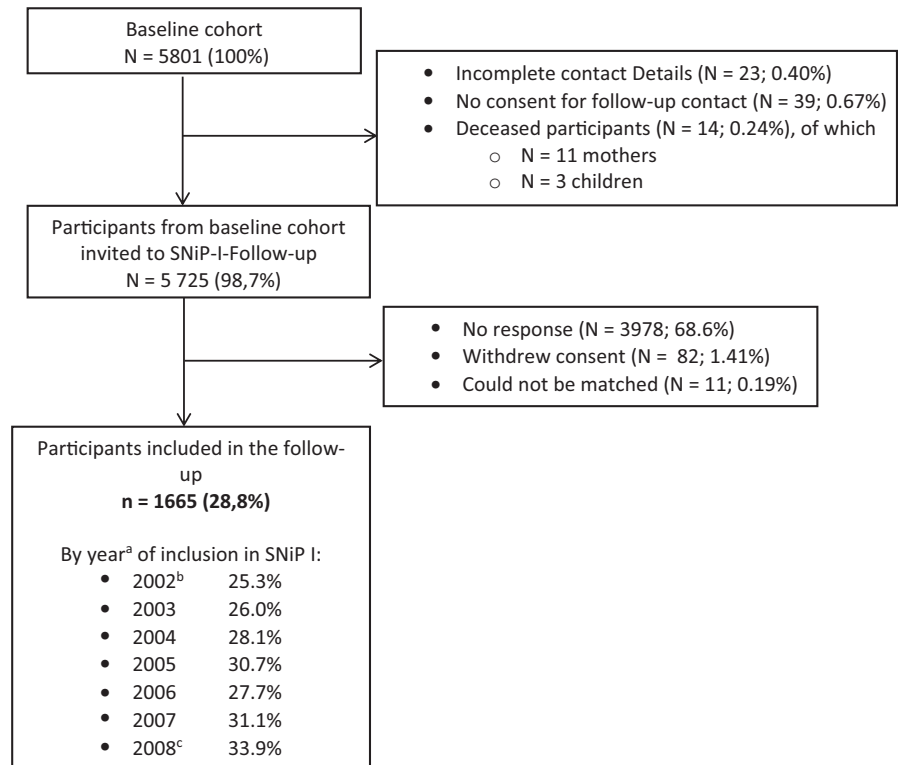 Baseline cohort
N = 5801 (100%)
• Incomplete contact Details (N = 23; 0.40%)
• No consent for follow-up contact (N = 39; 0.67%)
• Deceased participants (N = 14; 0.24%), of which
o N = 11 mothers
o N = 3 children
Participants from baseline cohort
invited to SNiP-I-Follow-up
N = 5 725 (98,7%)
• No response (N = 3978; 68.6%)
• Withdrew consent (N = 82; 1.41%)
• Could not be matched (N = 11; 0.19%)
Participants included in the follow-
up
n = 1665 (28,8%)
By yearᵃ of inclusion in SNiP I:
• 2002ᵇ 25.3%
• 2003 26.0%
• 2004 28.1%
• 2005 30.7%
• 2006 27.7%
• 2007 31.1%
• 2008ᶜ 33.9%